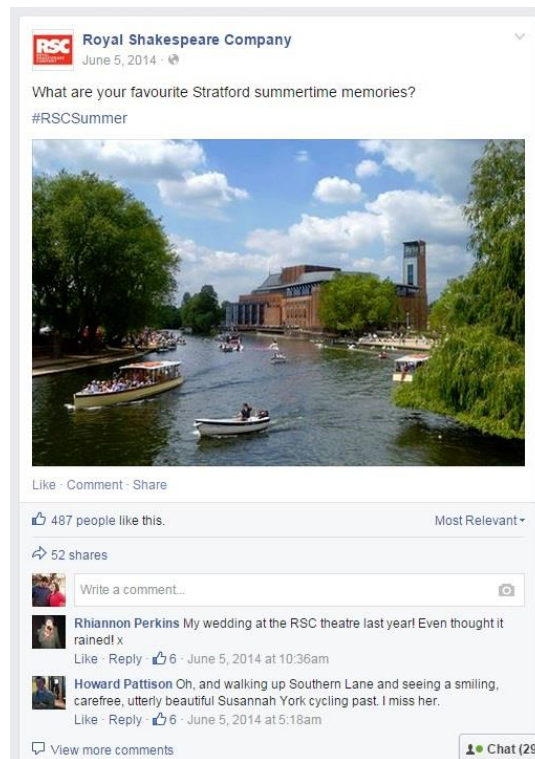 RSC
Royal Shakespeare Company
June 5, 2014 ·
What are your favourite Stratford summertime memories?
#RSCSummer
Like · Comment · Share
487 people like this.
Most Relevant
52 shares
Write a comment...
Rhiannon Perkins My wedding at the RSC theatre last year! Even thought it
rained! x
Like · Reply · 6 · June 5, 2014 at 10:36am
Howard Pattison Oh, and walking up Southern Lane and seeing a smiling,
carefree, utterly beautiful Susannah York cycling past. I miss her.
Like · Reply · 6 · June 5, 2014 at 5:18am
View more comments
Chat (29